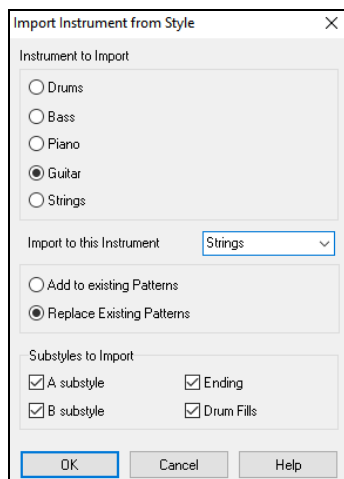 Import Instrument from Style
Instrument to Import
Drums
Bass
Piano
Guitar
Strings
Import to this Instrument Strings
Add to existing Patterns
Replace Existing Patterns
Substyles to Import
A substyle Ending
B substyle Drum Fills
OK Cancel Help